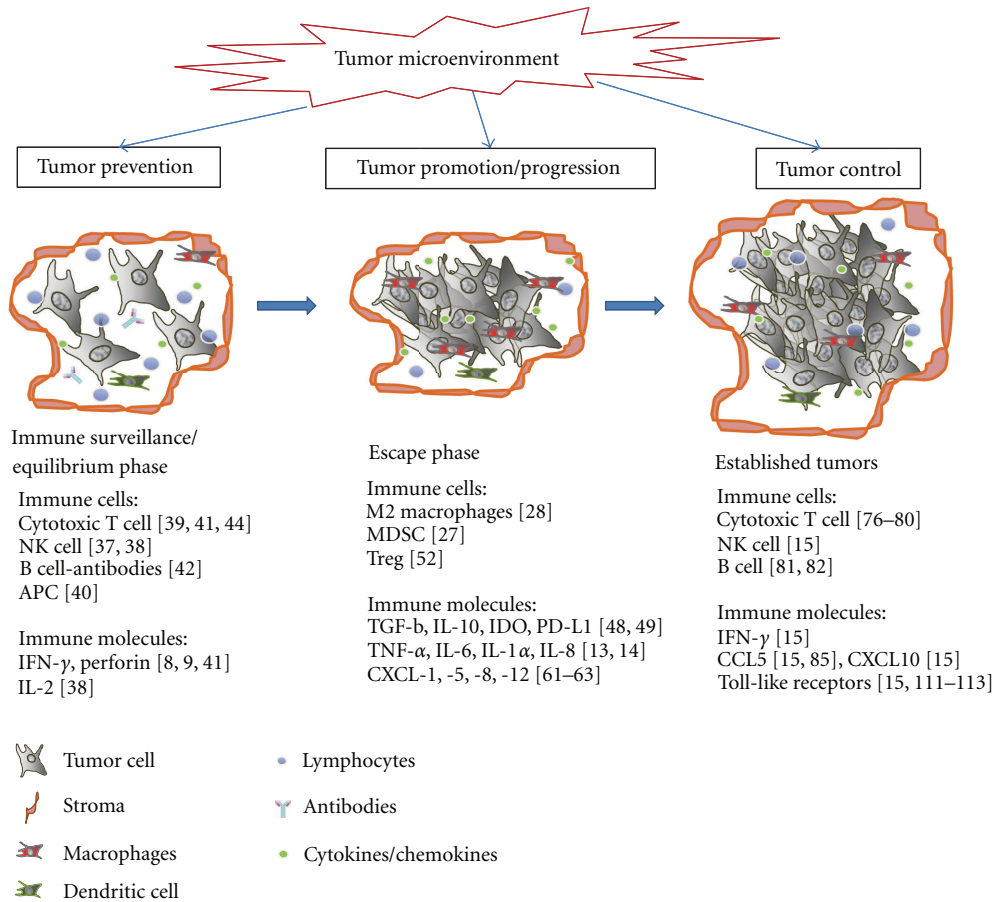 Tumor microenvironment
Tumor prevention
Tumor promotion/progression
Tumor control
Immune surveillance/
equilibrium phase
Immune cells:
Cytotoxic T cell [39, 41, 44]
NK cell [37, 38]
B cell-antibodies [42]
APC [40]
Immune molecules:
IFN-γ, perforin [8, 9, 41]
IL-2 [38]
Escape phase
Immune cells:
M2 macrophages [28]
MDSC [27]
Treg [52]
Immune molecules:
TGF-b, IL-10, IDO, PD-L1 [48, 49]
TNF-α, IL-6, IL-1α, IL-8 [13, 14]
CXCL-1, -5, -8, -12 [61–63]
Established tumors
Immune cells:
Cytotoxic T cell [76–80]
NK cell [15]
B cell [81, 82]
Immune molecules:
IFN-γ [15]
CCL5 [15, 85], CXCL10 [15]
Toll-like receptors [15, 111–113]
Tumor cell
Stroma
Macrophages
Dendritic cell
Lymphocytes
Antibodies
Cytokines/chemokines